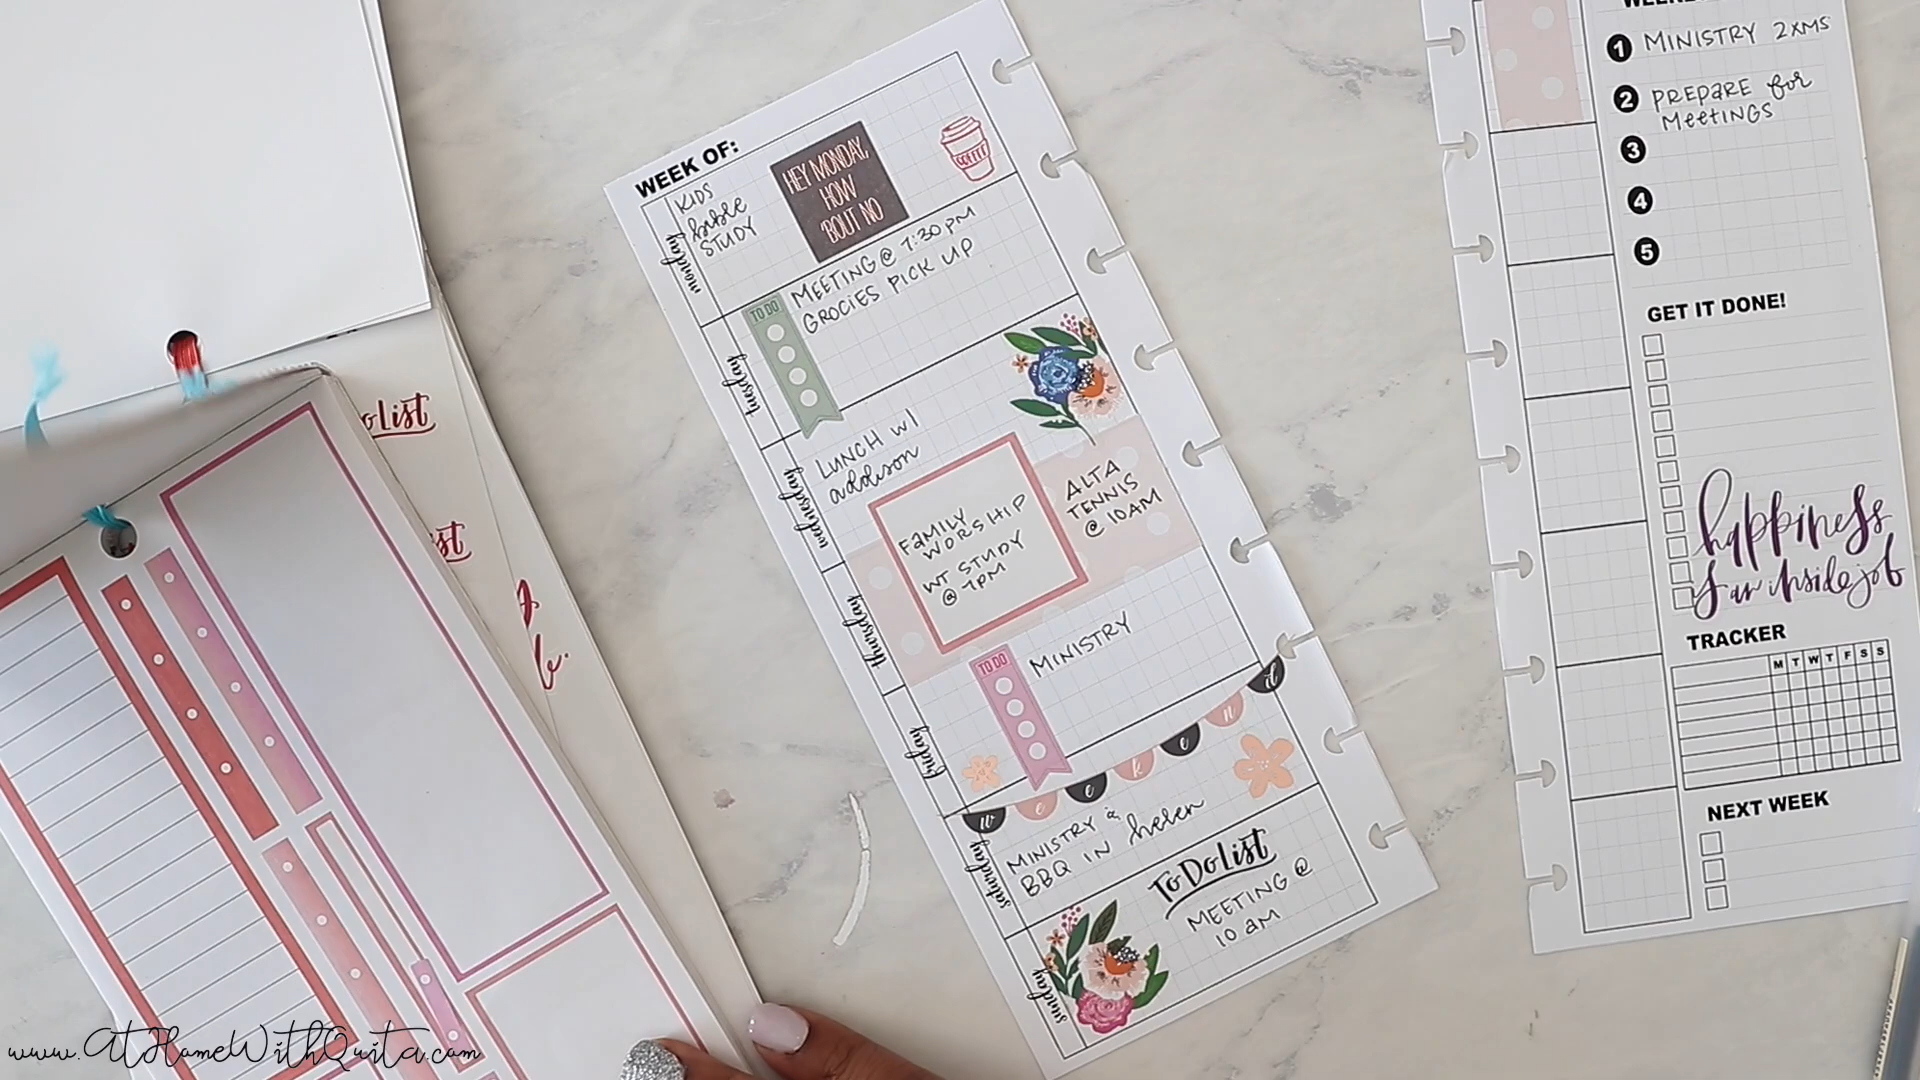 WEEK OF:
monday
KIDS
bible
STUDY
HEY MONDAY,
HOW
'BOUT NO
COFFEE
tuesday
TO DO
MEETING @ 7:30 PM
GROCIES PICK UP
wednesday
LUNCH W/
addison
thursday
FAMILY
WORSHIP
WT STUDY
@ 7PM
ALTA
TENNIS
@ 10AM
friday
TO DO
MINISTRY
weekend
saturday
MINISTRY &
BBQ IN helen
sunday
To Do List
MEETING @
10 am
MINISTRY 2XMS
PREPARE for
MEETINGS
1
2
3
4
5
GET IT DONE!
happiness
is an inside job
TRACKER
M T W T F S S
NEXT WEEK
o List
st
www.AtHomeWithQuita.com